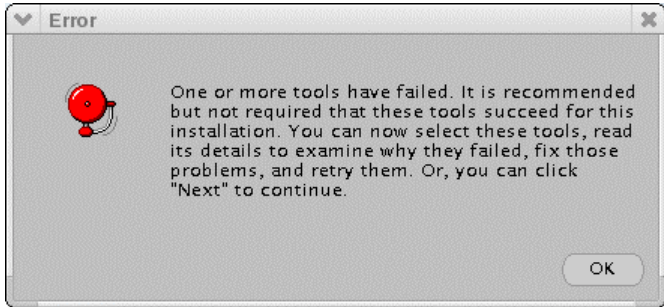 Error
One or more tools have failed. It is recommended
but not required that these tools succeed for this
installation. You can now select these tools, read
its details to examine why they failed, fix those
problems, and retry them. Or, you can click
"Next" to continue.
OK